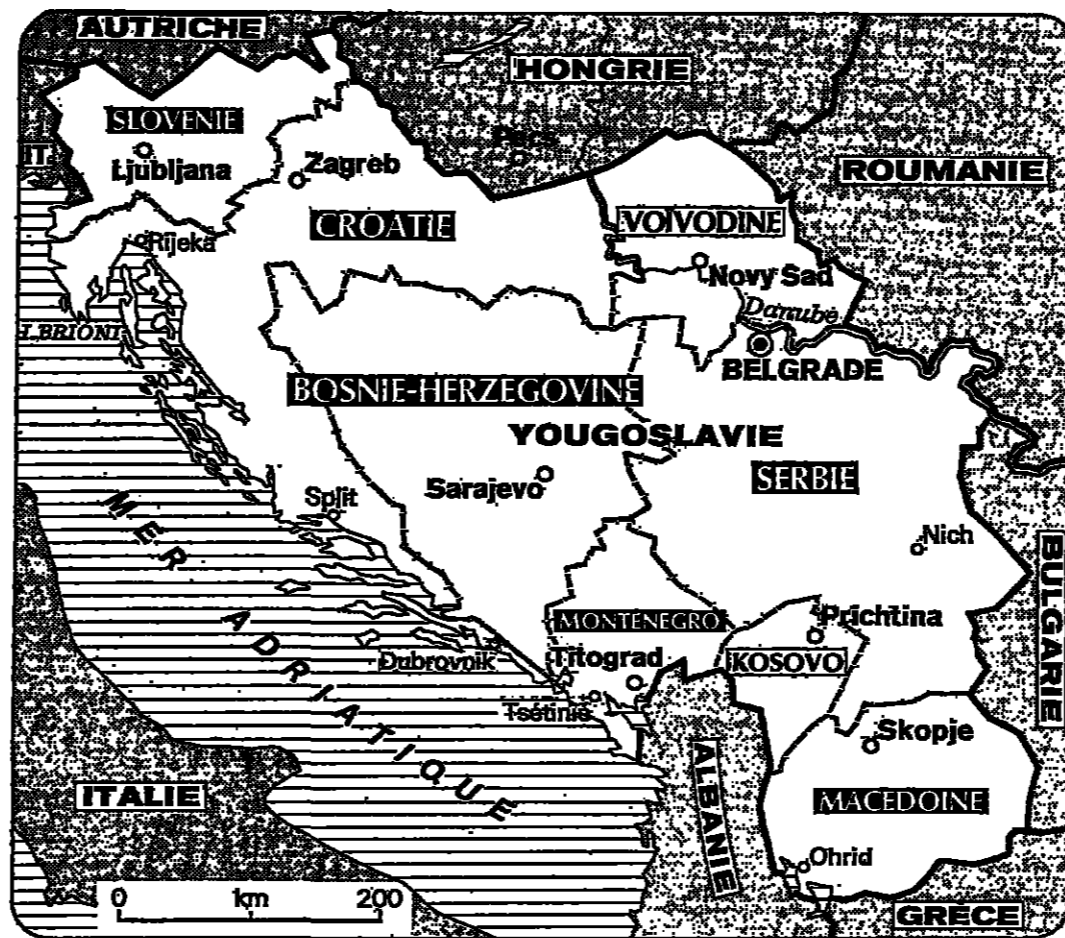 AUTRICHE
HONGRIE
SLOVENIE
IT.
Ljubljana
Zagreb
ROUMANIE
CROATIE
VOIVODINE
Rijeka
Novy Sad
Danube
I.BRIONI
BELGRADE
BOSNIE-HERZEGOVINE
YOUGOSLAVIE
SERBIE
Sarajevo
Split
Nich
BULGARIE
MER ADRIATIQUE
MONTÉNEGRO
Prichtina
KOSOVO
Dubrovnik
Titograd
Tsétinié
Skopje
ALBANIE
ITALIE
MACEDOINE
Ohrid
0 km 200
GRÈCE